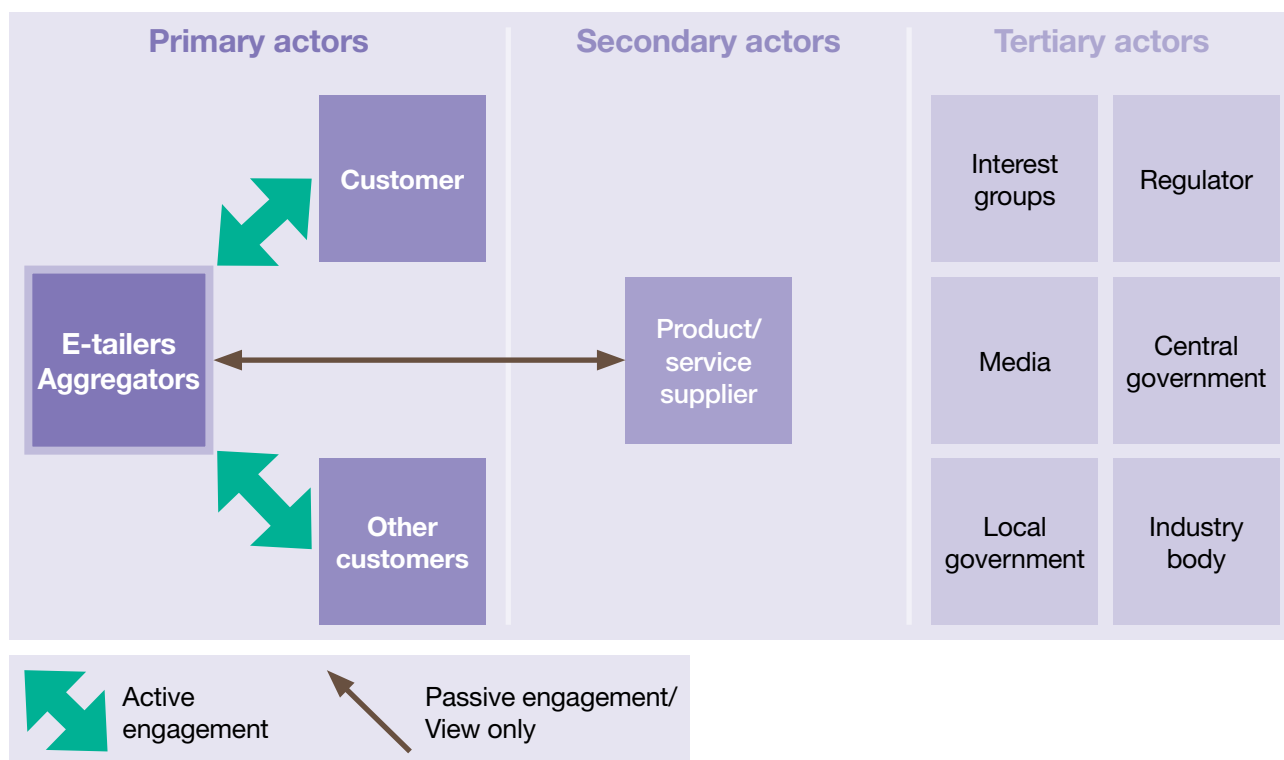 Primary actors
Secondary actors
Tertiary actors
Customer
E-tailers
Aggregators
Other
customers
Product/
service
supplier
Interest
groups
Regulator
Media
Central
government
Local
government
Industry
body
Active
engagement
Passive engagement/
View only